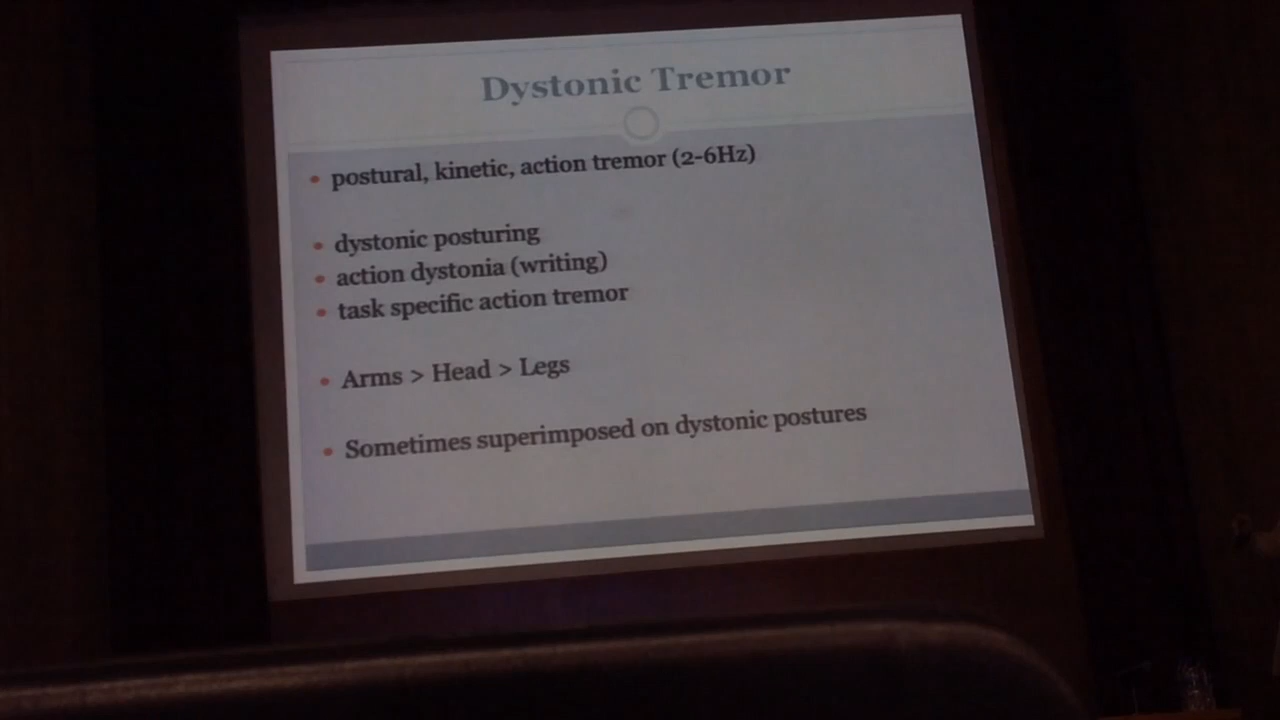 Dystonic Tremor
• postural, kinetic, action tremor (2-6Hz)
• dystonic posturing
• action dystonia (writing)
• task specific action tremor
• Arms > Head > Legs
• Sometimes superimposed on dystonic postures